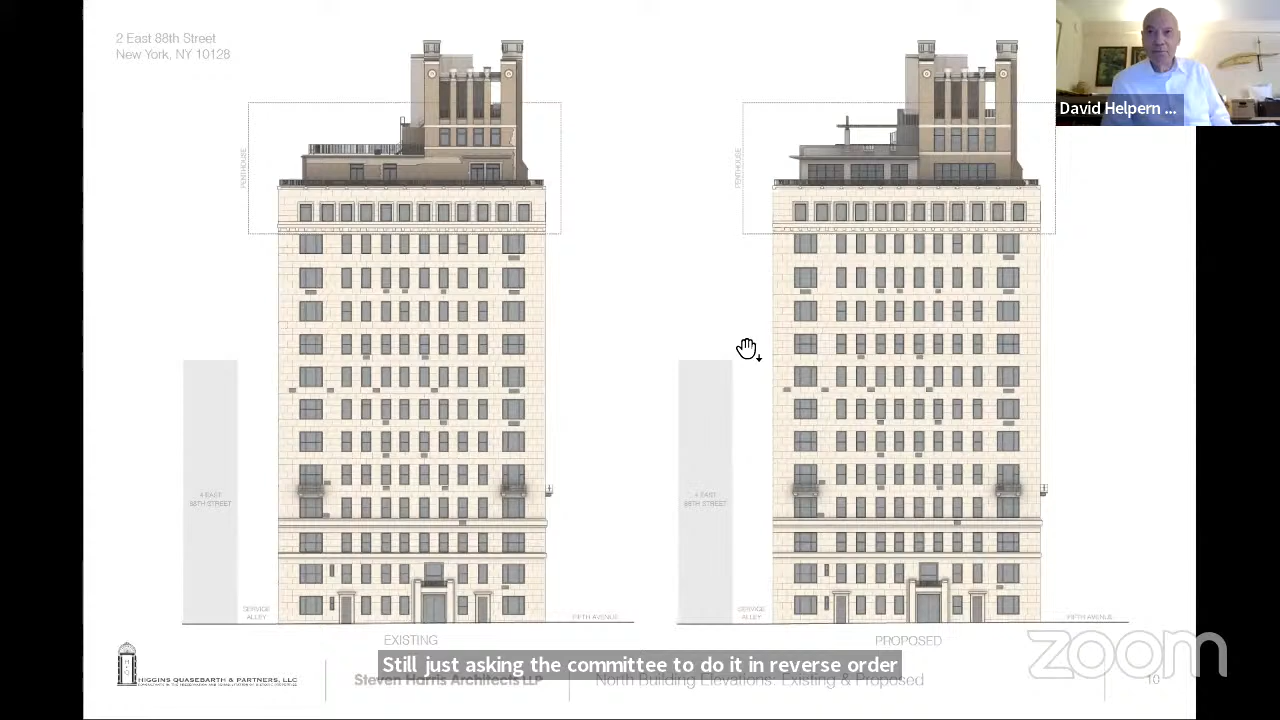 2 East 88th Street
New York, NY 10128
David Helpern ...
PENTHOUSE
PENTHOUSE
4 EAST
88TH STREET
4 EAST
88TH STREET
SERVICE
ALLEY
FIFTH AVENUE
SERVICE
ALLEY
FIFTH AVENUE
EXISTING
PROPOSED
Still just asking the committee to do it in reverse order
HIGGINS QUASEBARTH & PARTNERS, LLC
Steven Harris Architects LLP
North Building Elevations: Existing & Proposed
10
zoom